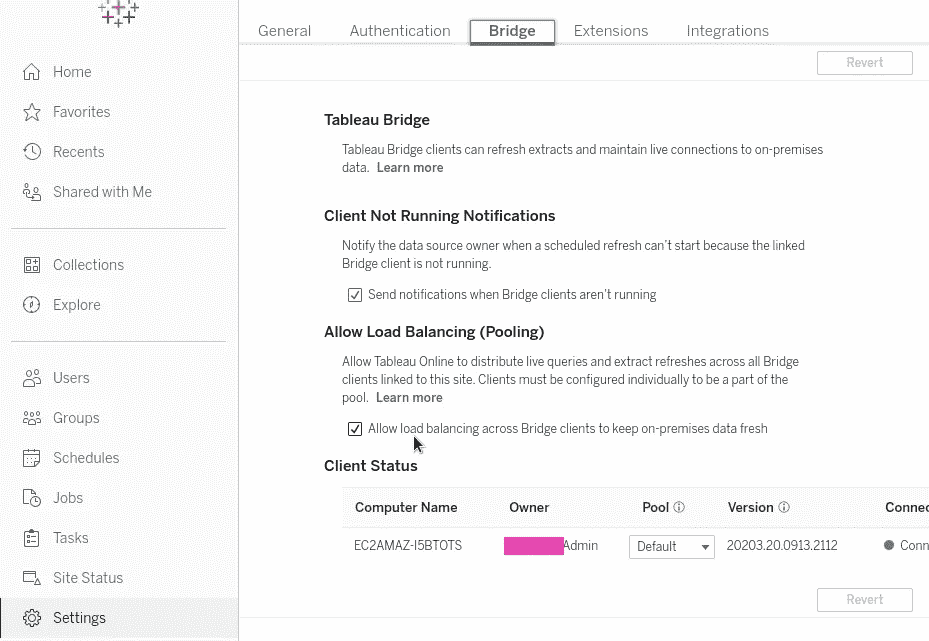 General Authentication Bridge Extensions Integrations
Revert
Home
Favorites
Recents
Shared with Me
Collections
Explore
Users
Groups
Schedules
Jobs
Tasks
Site Status
Settings
Tableau Bridge
Tableau Bridge clients can refresh extracts and maintain live connections to on-premises
data. Learn more
Client Not Running Notifications
Notify the data source owner when a scheduled refresh can't start because the linked
Bridge client is not running.
Send notifications when Bridge clients aren't running
Allow Load Balancing (Pooling)
Allow Tableau Online to distribute live queries and extract refreshes across all Bridge
clients linked to this site. Clients must be configured individually to be a part of the
pool. Learn more
Allow load balancing across Bridge clients to keep on-premises data fresh
Client Status
Computer Name Owner Pool Version Connec
EC2AMAZ-I5BTOTS Admin Default 20203.20.0913.2112 Conn
Revert